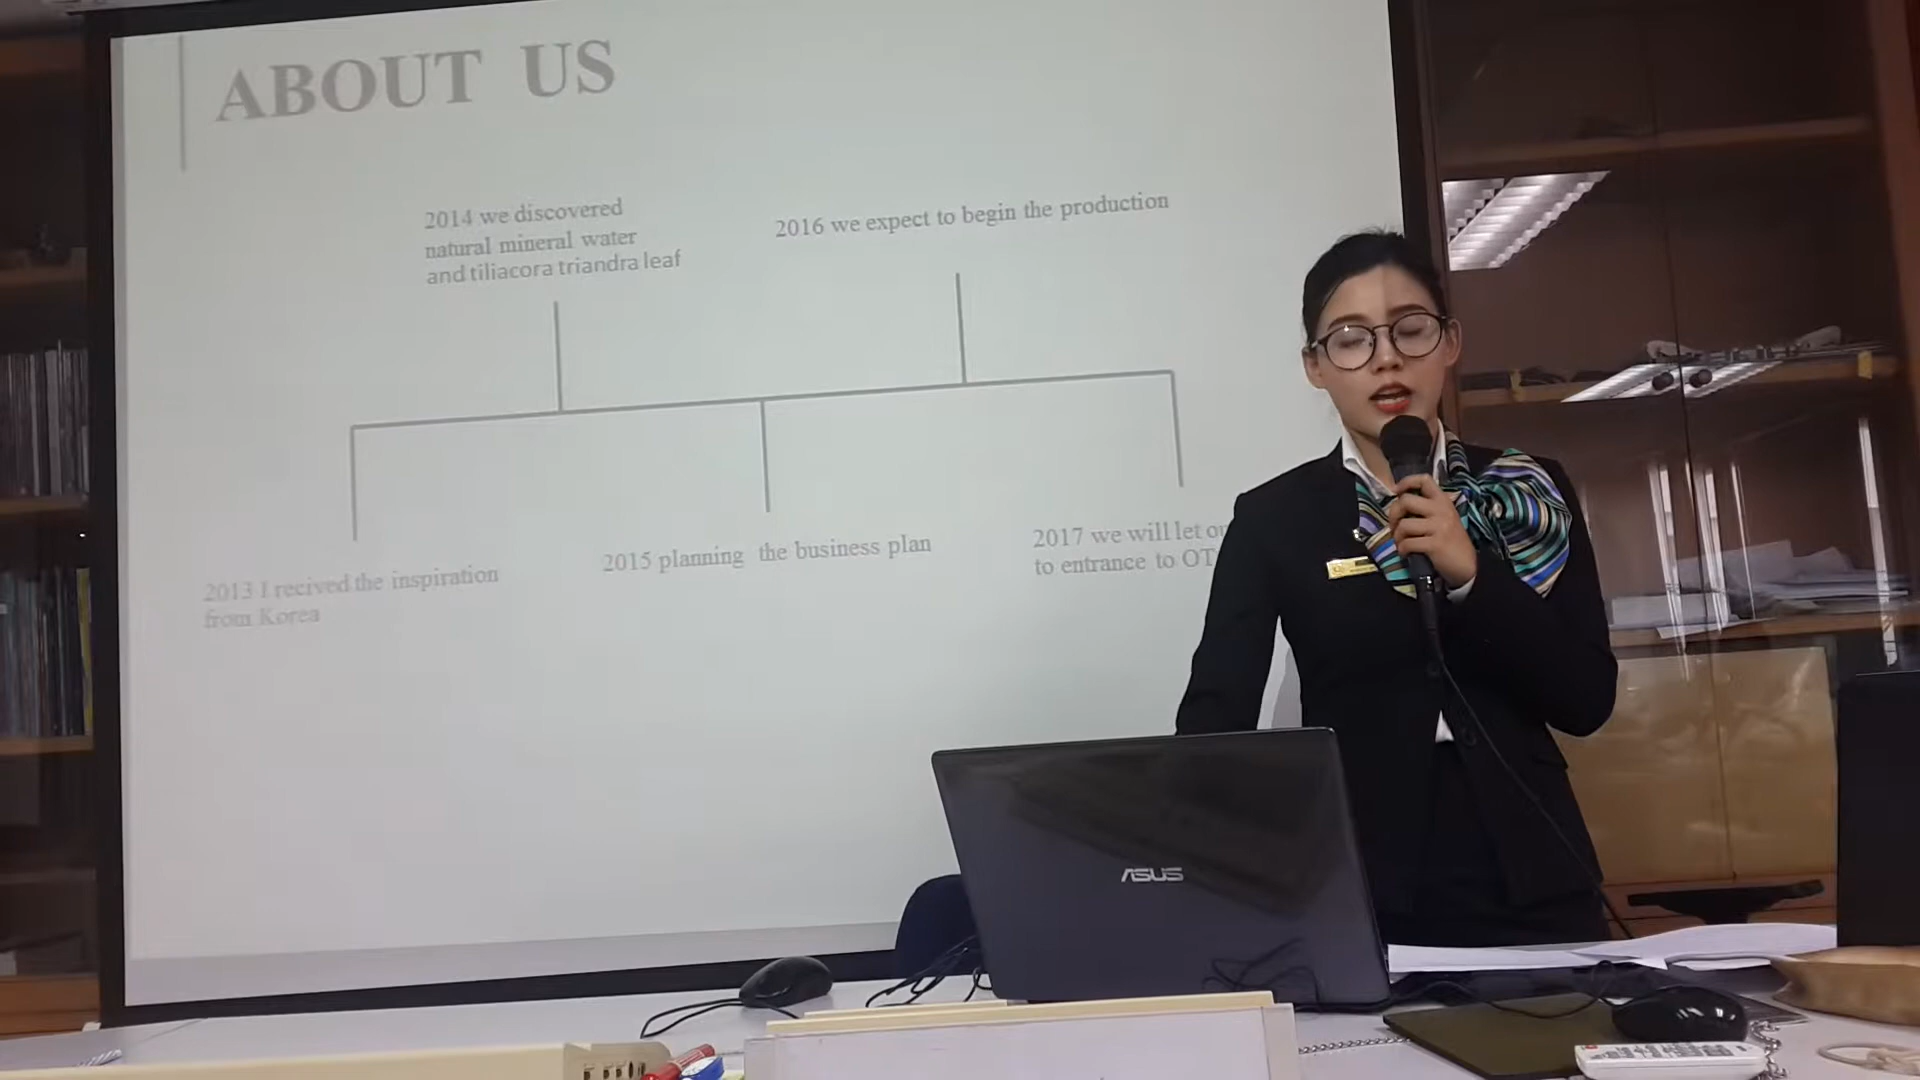 ABOUT US
2014 we discovered
natural mineral water
and tiliacora triandra leaf
2016 we expect to begin the production
2013 I recived the inspiration
from Korea
2015 planning the business plan
2017 we will let
to entrance to
ASUS